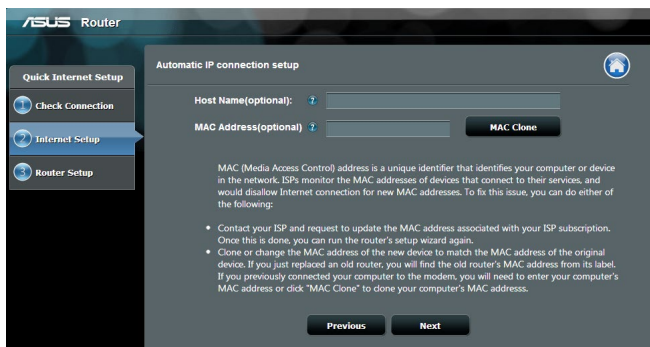 ASUS Router
Quick Internet Setup
1 Check Connection
2 Internet Setup
3 Router Setup
Automatic IP connection setup
Host Name(optional): ?
MAC Address(optional) ? MAC Clone
MAC (Media Access Control) address is a unique identifier that identifies your computer or device
in the network. ISPs monitor the MAC addresses of devices that connect to their services, and
would disallow Internet connection for new MAC addresses. To fix this issue, you can do either of
the following:
• Contact your ISP and request to update the MAC address associated with your ISP subscription.
Once this is done, you can run the router's setup wizard again.
• Clone or change the MAC address of the new device to match the MAC address of the original
device. If you just replaced an old router, you will find the old router's MAC address from its label.
If you previously connected your computer to the modem, you will need to enter your computer's
MAC address or click "MAC Clone" to clone your computer's MAC addresss.
Previous Next